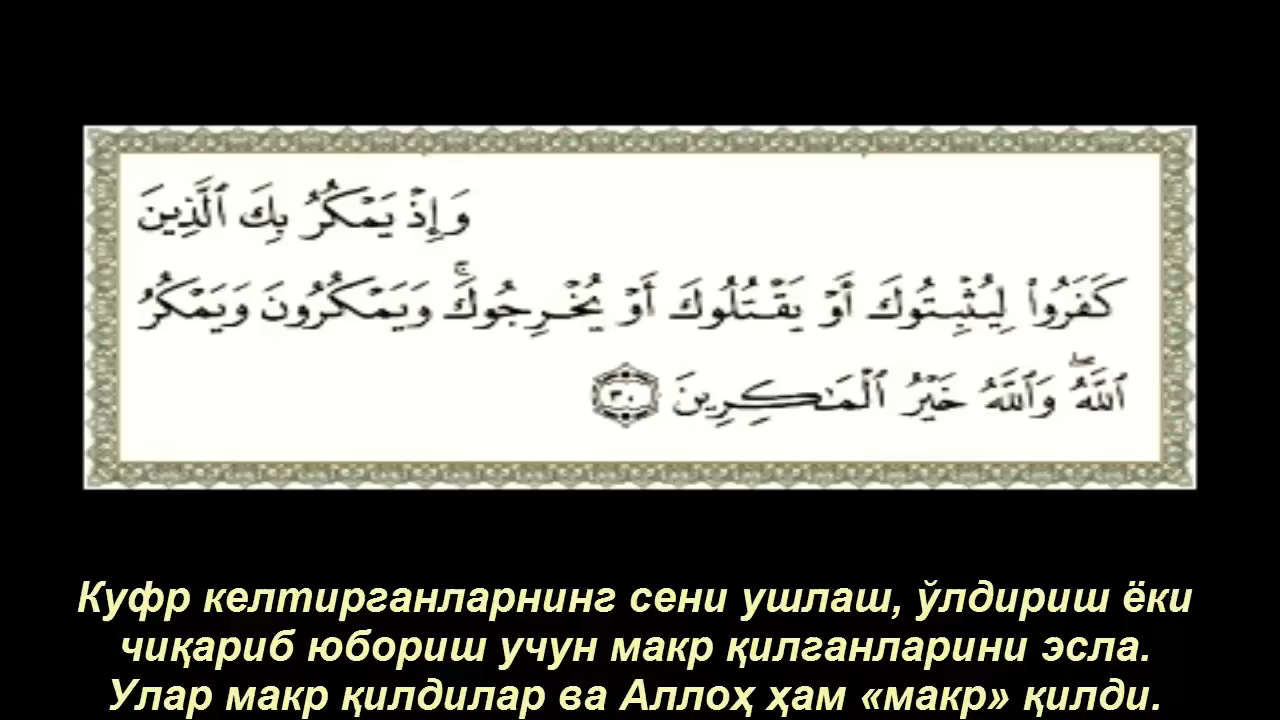 وَإِذْ يَمْكُرُ بِكَ ٱلَّذِينَ
كَفَرُوا۟ لِيُثْبِتُوكَ أَوْ يَقْتُلُوكَ أَوْ يُخْرِجُوكَ ۚ وَيَمْكُرُونَ وَيَمْكُرُ
ٱللَّهُ ۖ وَٱللَّهُ خَيْرُ ٱلْمَـٰكِرِينَ ٣٠
Куфр келтирганларнинг сени ушлаш, ўлдириш ёки
чиқариб юбориш учун макр қилганларини эсла.
Улар макр қилдилар ва Аллоҳ ҳам «макр» қилди.